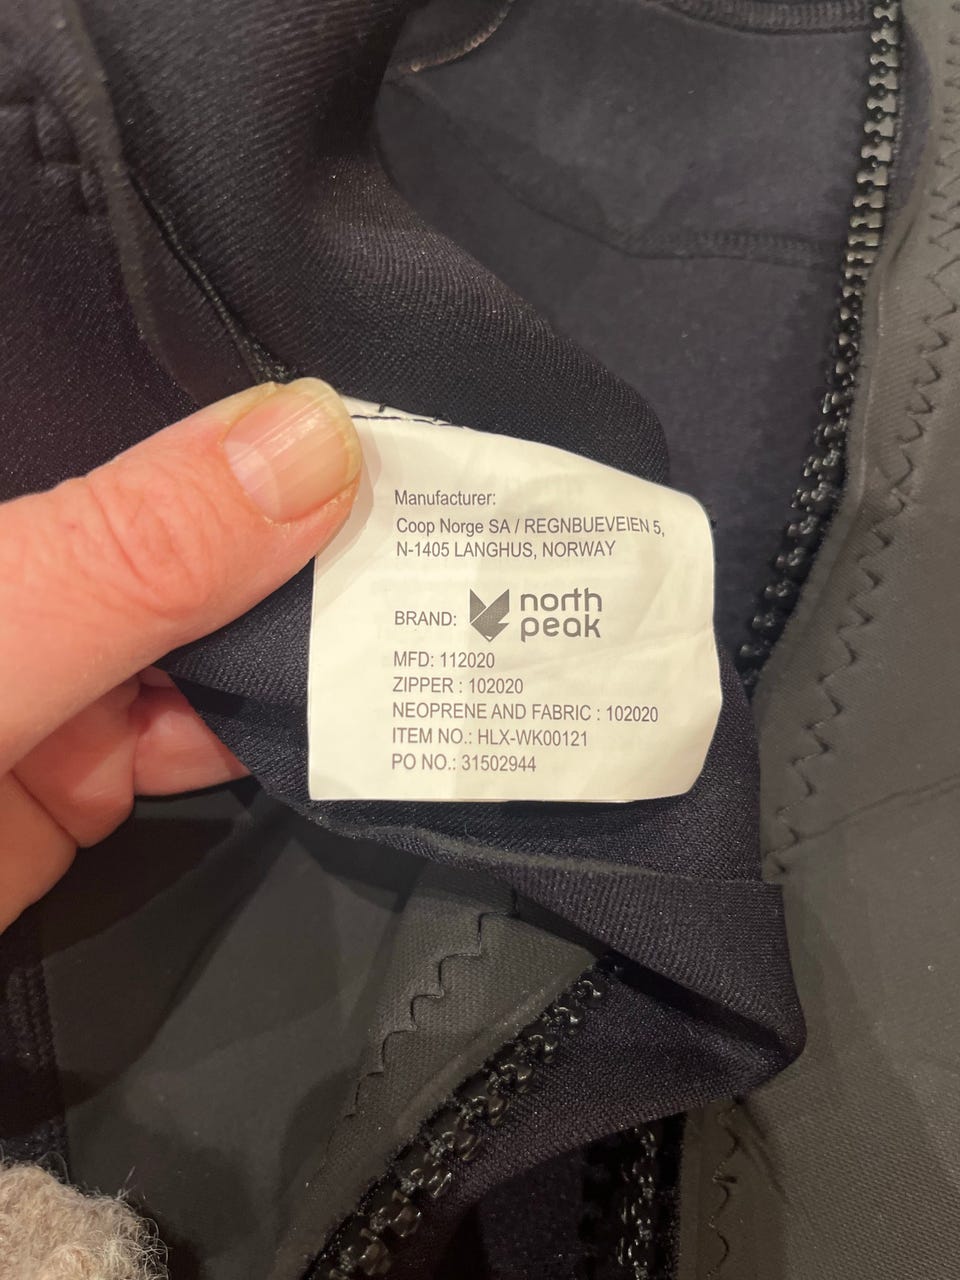 Manufacturer:
Coop Norge SA / REGNBUEVEIEN 5,
N-1405 LANGHUS, NORWAY
BRAND: north
peak
MFD: 112020
ZIPPER : 102020
NEOPRENE AND FABRIC : 102020
ITEM NO.: HLX-WK00121
PO NO.: 31502944